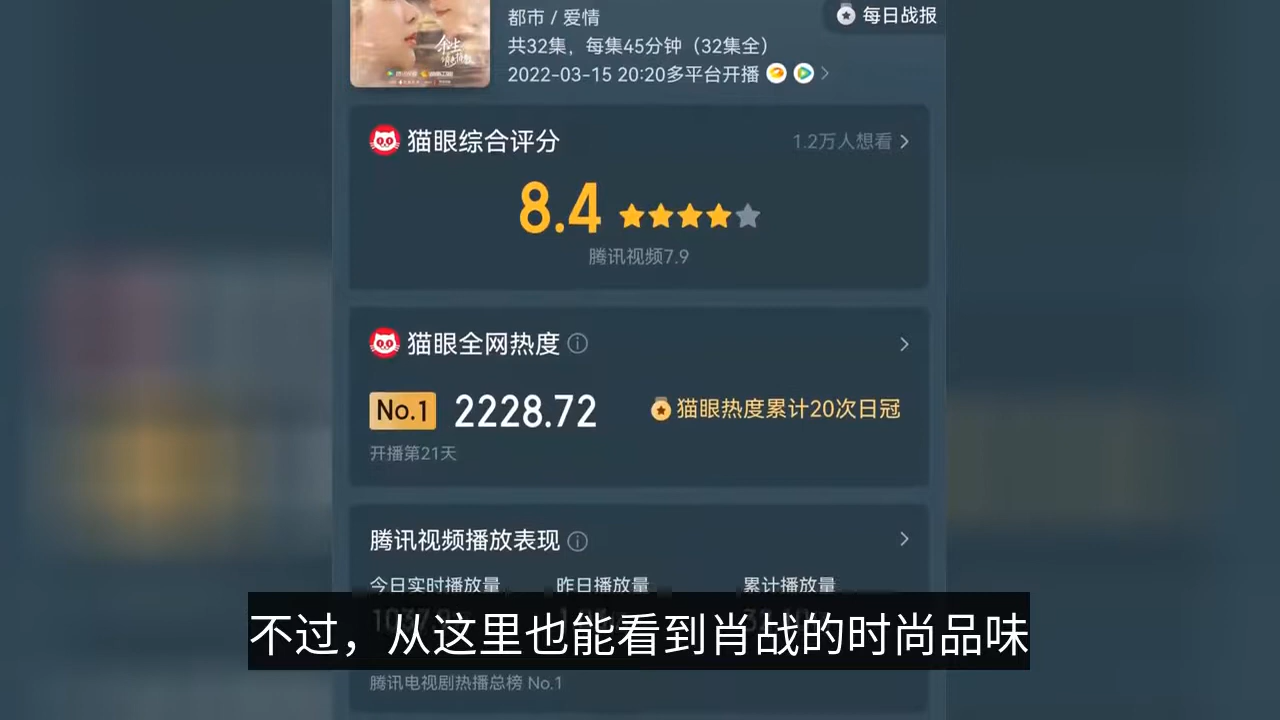 都市 / 爱情
每日战报
共32集，每集45分钟（32集全）
2022-03-15 20:20多平台开播
猫眼综合评分
1.2万人想看
8.4
腾讯视频7.9
猫眼全网热度
No.1 2228.72
猫眼热度累计20次日冠
开播第21天
腾讯视频播放表现
今日实时播放量 昨日播放量 累计播放量
不过，从这里也能看到肖战的时尚品味
腾讯电视剧热播总榜 No.1